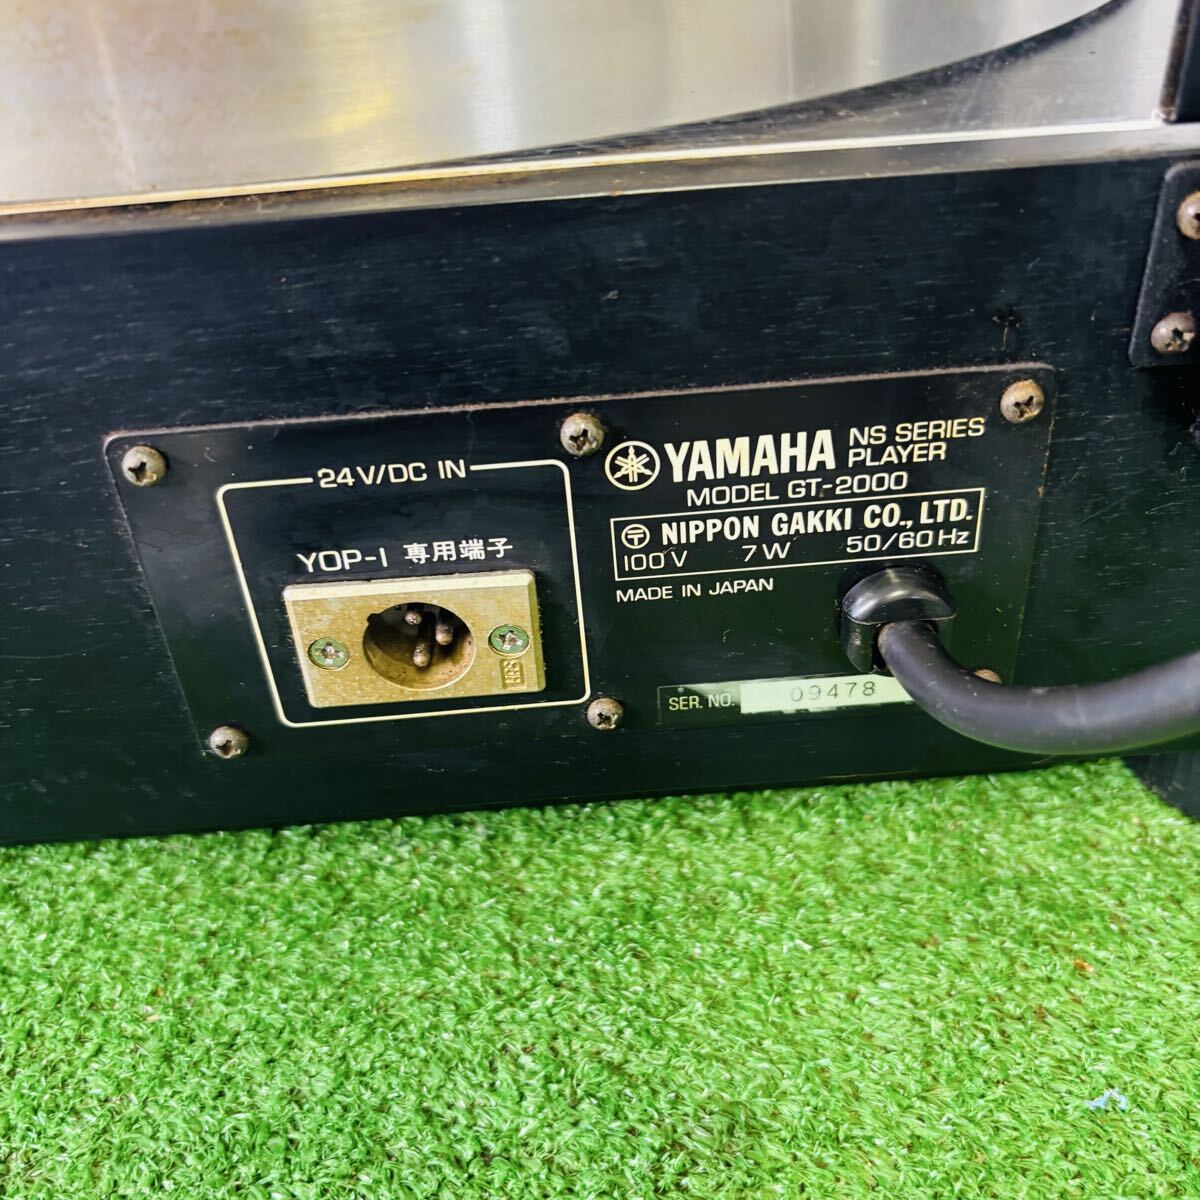 24V/DC IN
YOP-1 専用端子
HRS
YAMAHA NS SERIES PLAYER
MODEL GT-2000
〒 NIPPON GAKKI CO., LTD.
100V 7W 50/60Hz
MADE IN JAPAN
SER. NO. 09478